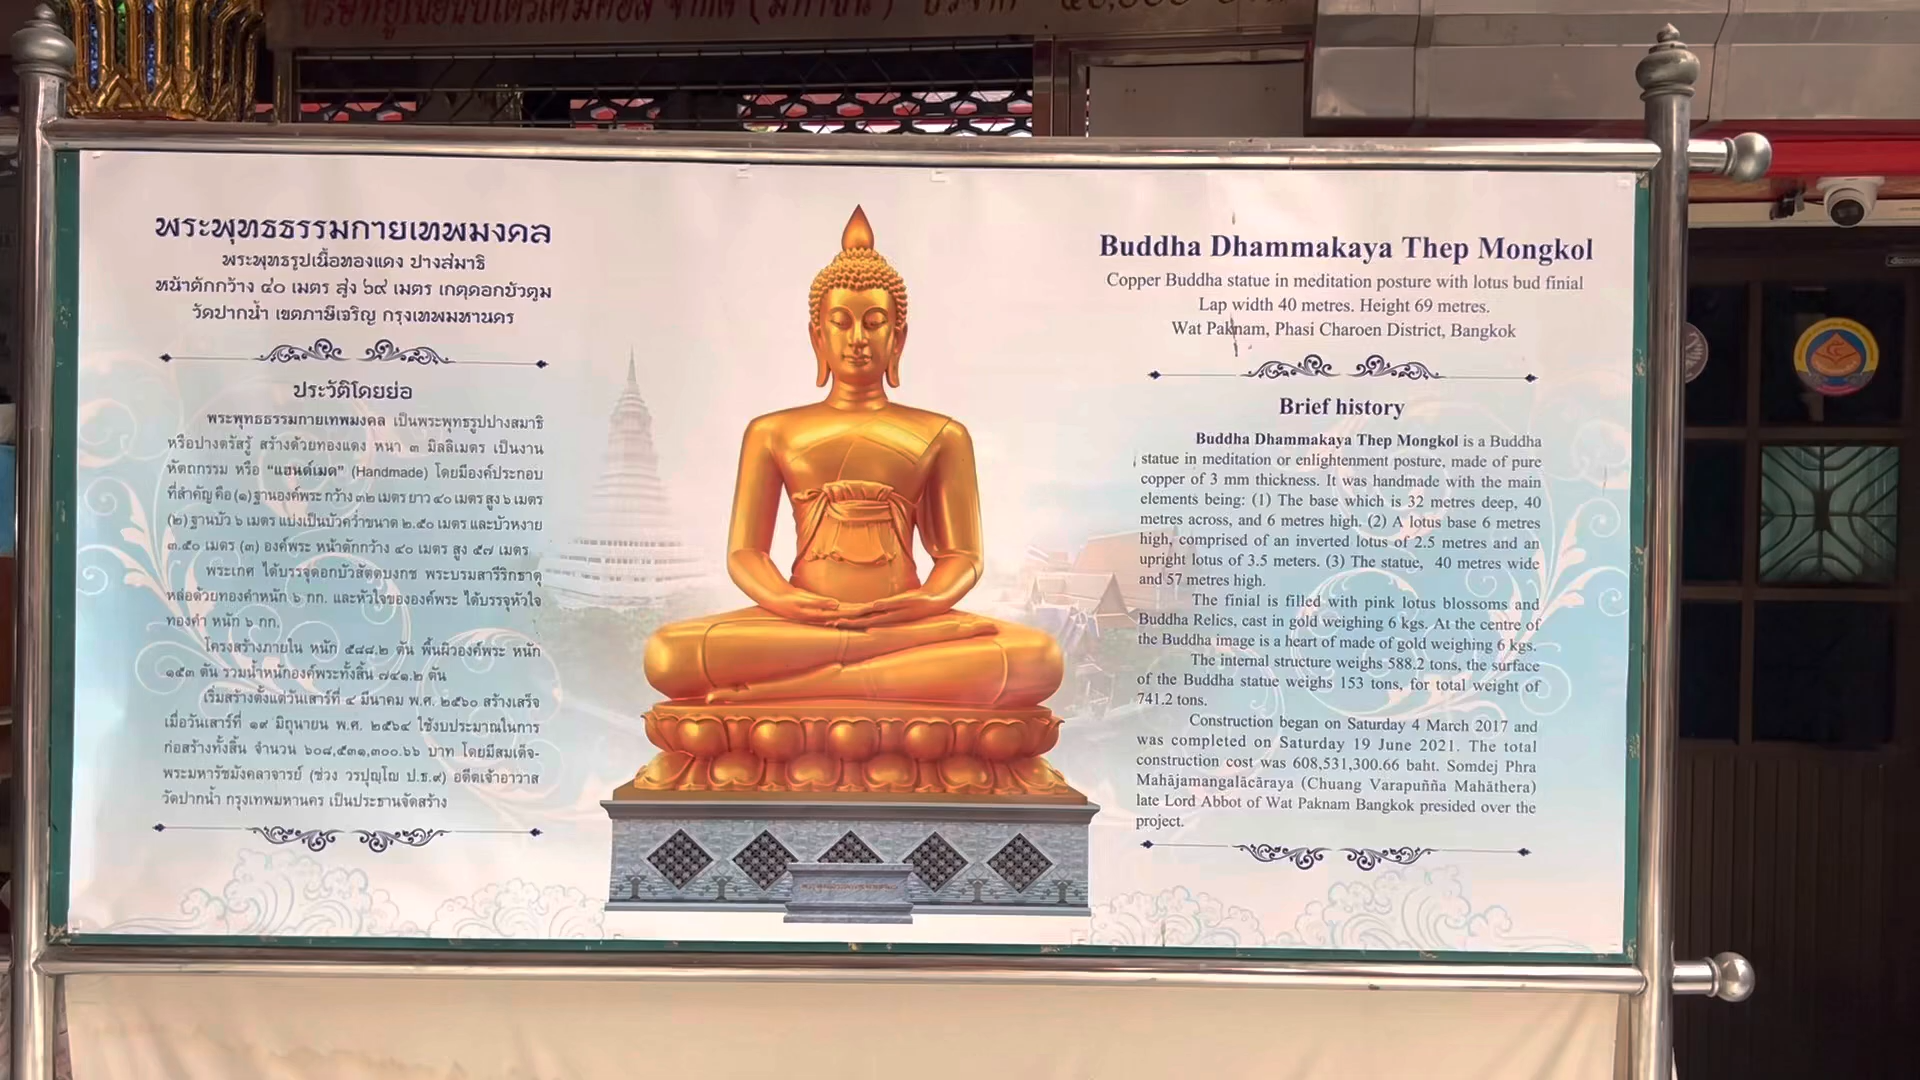 พระพุทธธรรมกายเทพมงคล
พระพุทธรูปเนื้อทองแดง ปางสมาธิ
หน้าตักกว้าง ๔๐ เมตร สูง ๖๙ เมตร เกตุดอกบัวตูม
วัดปากน้ำ เขตภาษีเจริญ กรุงเทพมหานคร
ประวัติโดยย่อ
พระพุทธธรรมกายเทพมงคล เป็นพระพุทธรูปปางสมาธิ
หรือปางตรัสรู้ สร้างด้วยทองแดง หนา ๓ มิลลิเมตร เป็นงาน
หัตถกรรม หรือ “แฮนด์เมด” (Handmade) โดยมีองค์ประกอบ
ที่สำคัญ คือ (๑) ฐานองค์พระ กว้าง ๓๒ เมตร ยาว ๔๐ เมตร สูง ๖ เมตร
(๒) ฐานบัว ๖ เมตร แบ่งเป็นบัวคว่ำขนาด ๒.๕๐ เมตร และบัวหงาย
๓.๕๐ เมตร (๓) องค์พระ หน้าตักกว้าง ๔๐ เมตร สูง ๕๗ เมตร
พระเกศ ได้บรรจุดอกบัวสัตตบงกช พระบรมสารีริกธาตุ
หล่อด้วยทองคำหนัก ๖ กก. และหัวใจขององค์พระ ได้บรรจุหัวใจ
ทองคำ หนัก ๖ กก.
โครงสร้างภายใน หนัก ๕๘๘.๒ ตัน พื้นผิวองค์พระ หนัก
๑๕๓ ตัน รวมน้ำหนักองค์พระทั้งสิ้น ๗๔๑.๒ ตัน
เริ่มสร้างตั้งแต่วันเสาร์ที่ ๔ มีนาคม พ.ศ. ๒๕๖๐ สร้างเสร็จ
เมื่อวันเสาร์ที่ ๑๙ มิถุนายน พ.ศ. ๒๕๖๔ ใช้งบประมาณในการ
ก่อสร้างทั้งสิ้น จำนวน ๖๐๘,๕๓๑,๓๐๐.๖๖ บาท โดยมีสมเด็จ-
พระมหารัชมังคลาจารย์ (ช่วง วรปุญฺโญ ป.ธ.๙) อดีตเจ้าอาวาส
วัดปากน้ำ กรุงเทพมหานคร เป็นประธานจัดสร้าง
Buddha Dhammakaya Thep Mongkol
Copper Buddha statue in meditation posture with lotus bud finial
Lap width 40 metres. Height 69 metres.
Wat Paknam, Phasi Charoen District, Bangkok
Brief history
Buddha Dhammakaya Thep Mongkol is a Buddha
statue in meditation or enlightenment posture, made of pure
copper of 3 mm thickness. It was handmade with the main
elements being: (1) The base which is 32 metres deep, 40
metres across, and 6 metres high. (2) A lotus base 6 metres
high, comprised of an inverted lotus of 2.5 metres and an
upright lotus of 3.5 meters. (3) The statue, 40 metres wide
and 57 metres high.
The finial is filled with pink lotus blossoms and
Buddha Relics, cast in gold weighing 6 kgs. At the centre of
the Buddha image is a heart of made of gold weighing 6 kgs.
The internal structure weighs 588.2 tons, the surface
of the Buddha statue weighs 153 tons, for total weight of
741.2 tons.
Construction began on Saturday 4 March 2017 and
was completed on Saturday 19 June 2021. The total
construction cost was 608,531,300.66 baht. Somdej Phra
Mahājamangalācāraya (Chuang Varapuñña Mahāthera)
late Lord Abbot of Wat Paknam Bangkok presided over the
project.